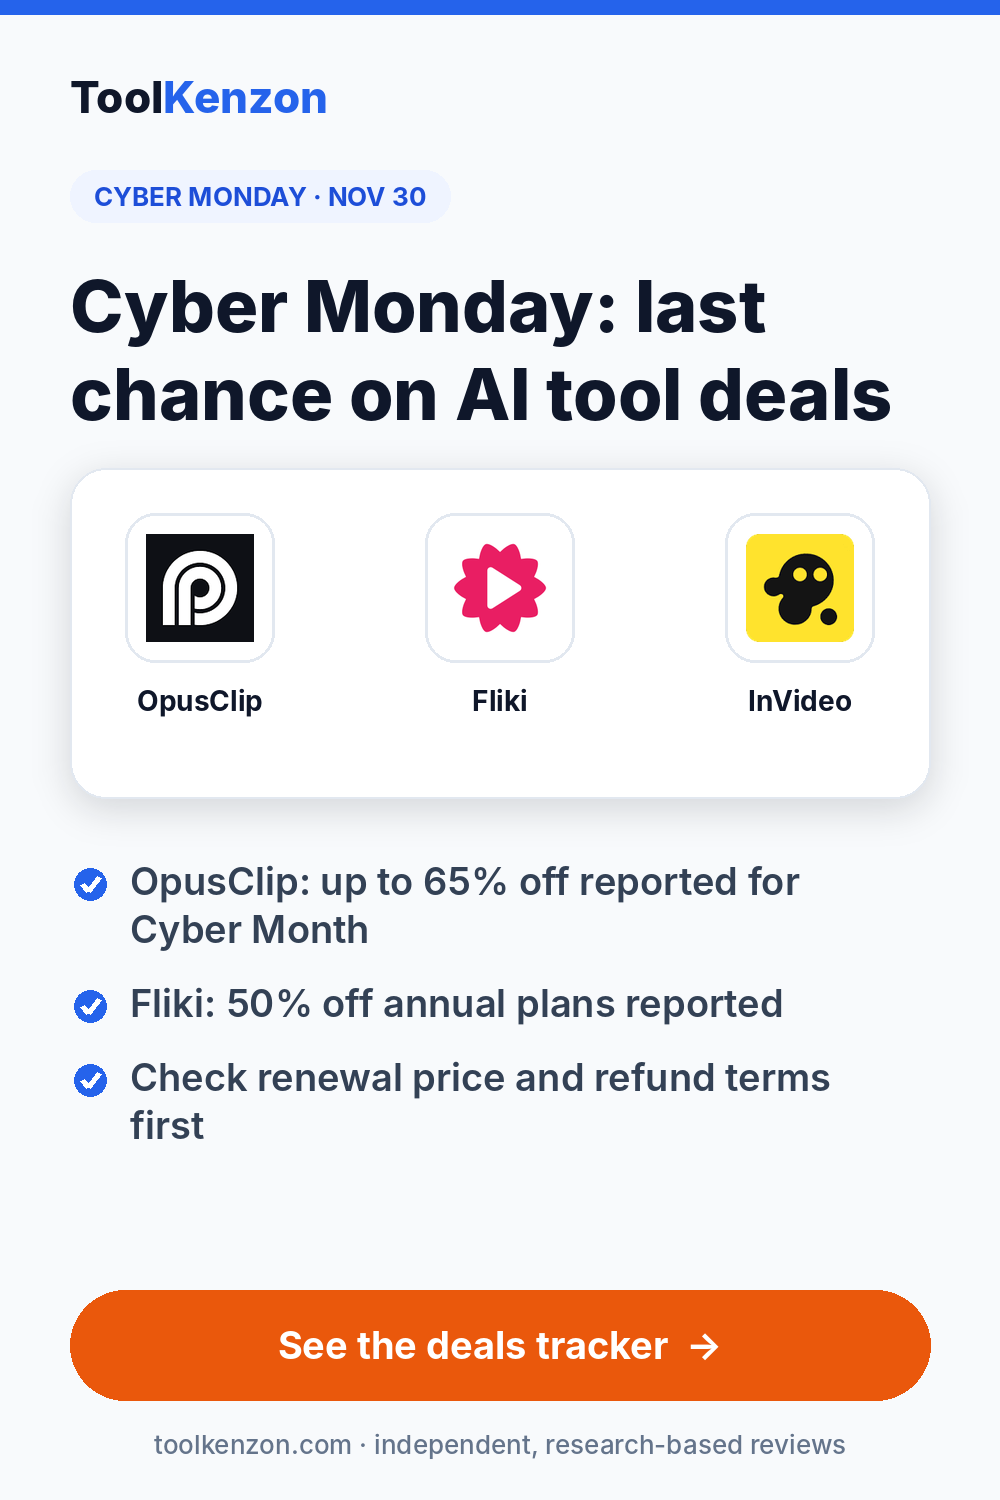 ToolKenzon
CYBER MONDAY · NOV 30
Cyber Monday: last
chance on AI tool deals
OpusClip
Fliki
InVideo
OpusClip: up to 65% off reported for
Cyber Month
Fliki: 50% off annual plans reported
Check renewal price and refund terms
first
See the deals tracker →
toolkenzon.com · independent, research-based reviews